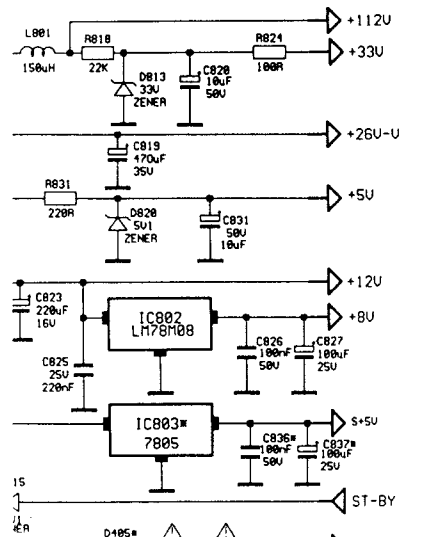 +112V
L801
150uH
R818
22K
R824
100R
+33V
D813
33V
ZENER
C820
10uF
50V
+26V-V
C819
470uF
35V
R831
220R
+5V
D820
5V1
ZENER
C831
50V
10uF
+12V
C823
220uF
16V
IC802
LM78M08
+8V
C825
25V
220nF
C826
100nF
50V
C827
100uF
25V
IC803*
7805
S+5V
C836*
100nF
50V
C837*
100uF
25V
15
ST-BY
D405*